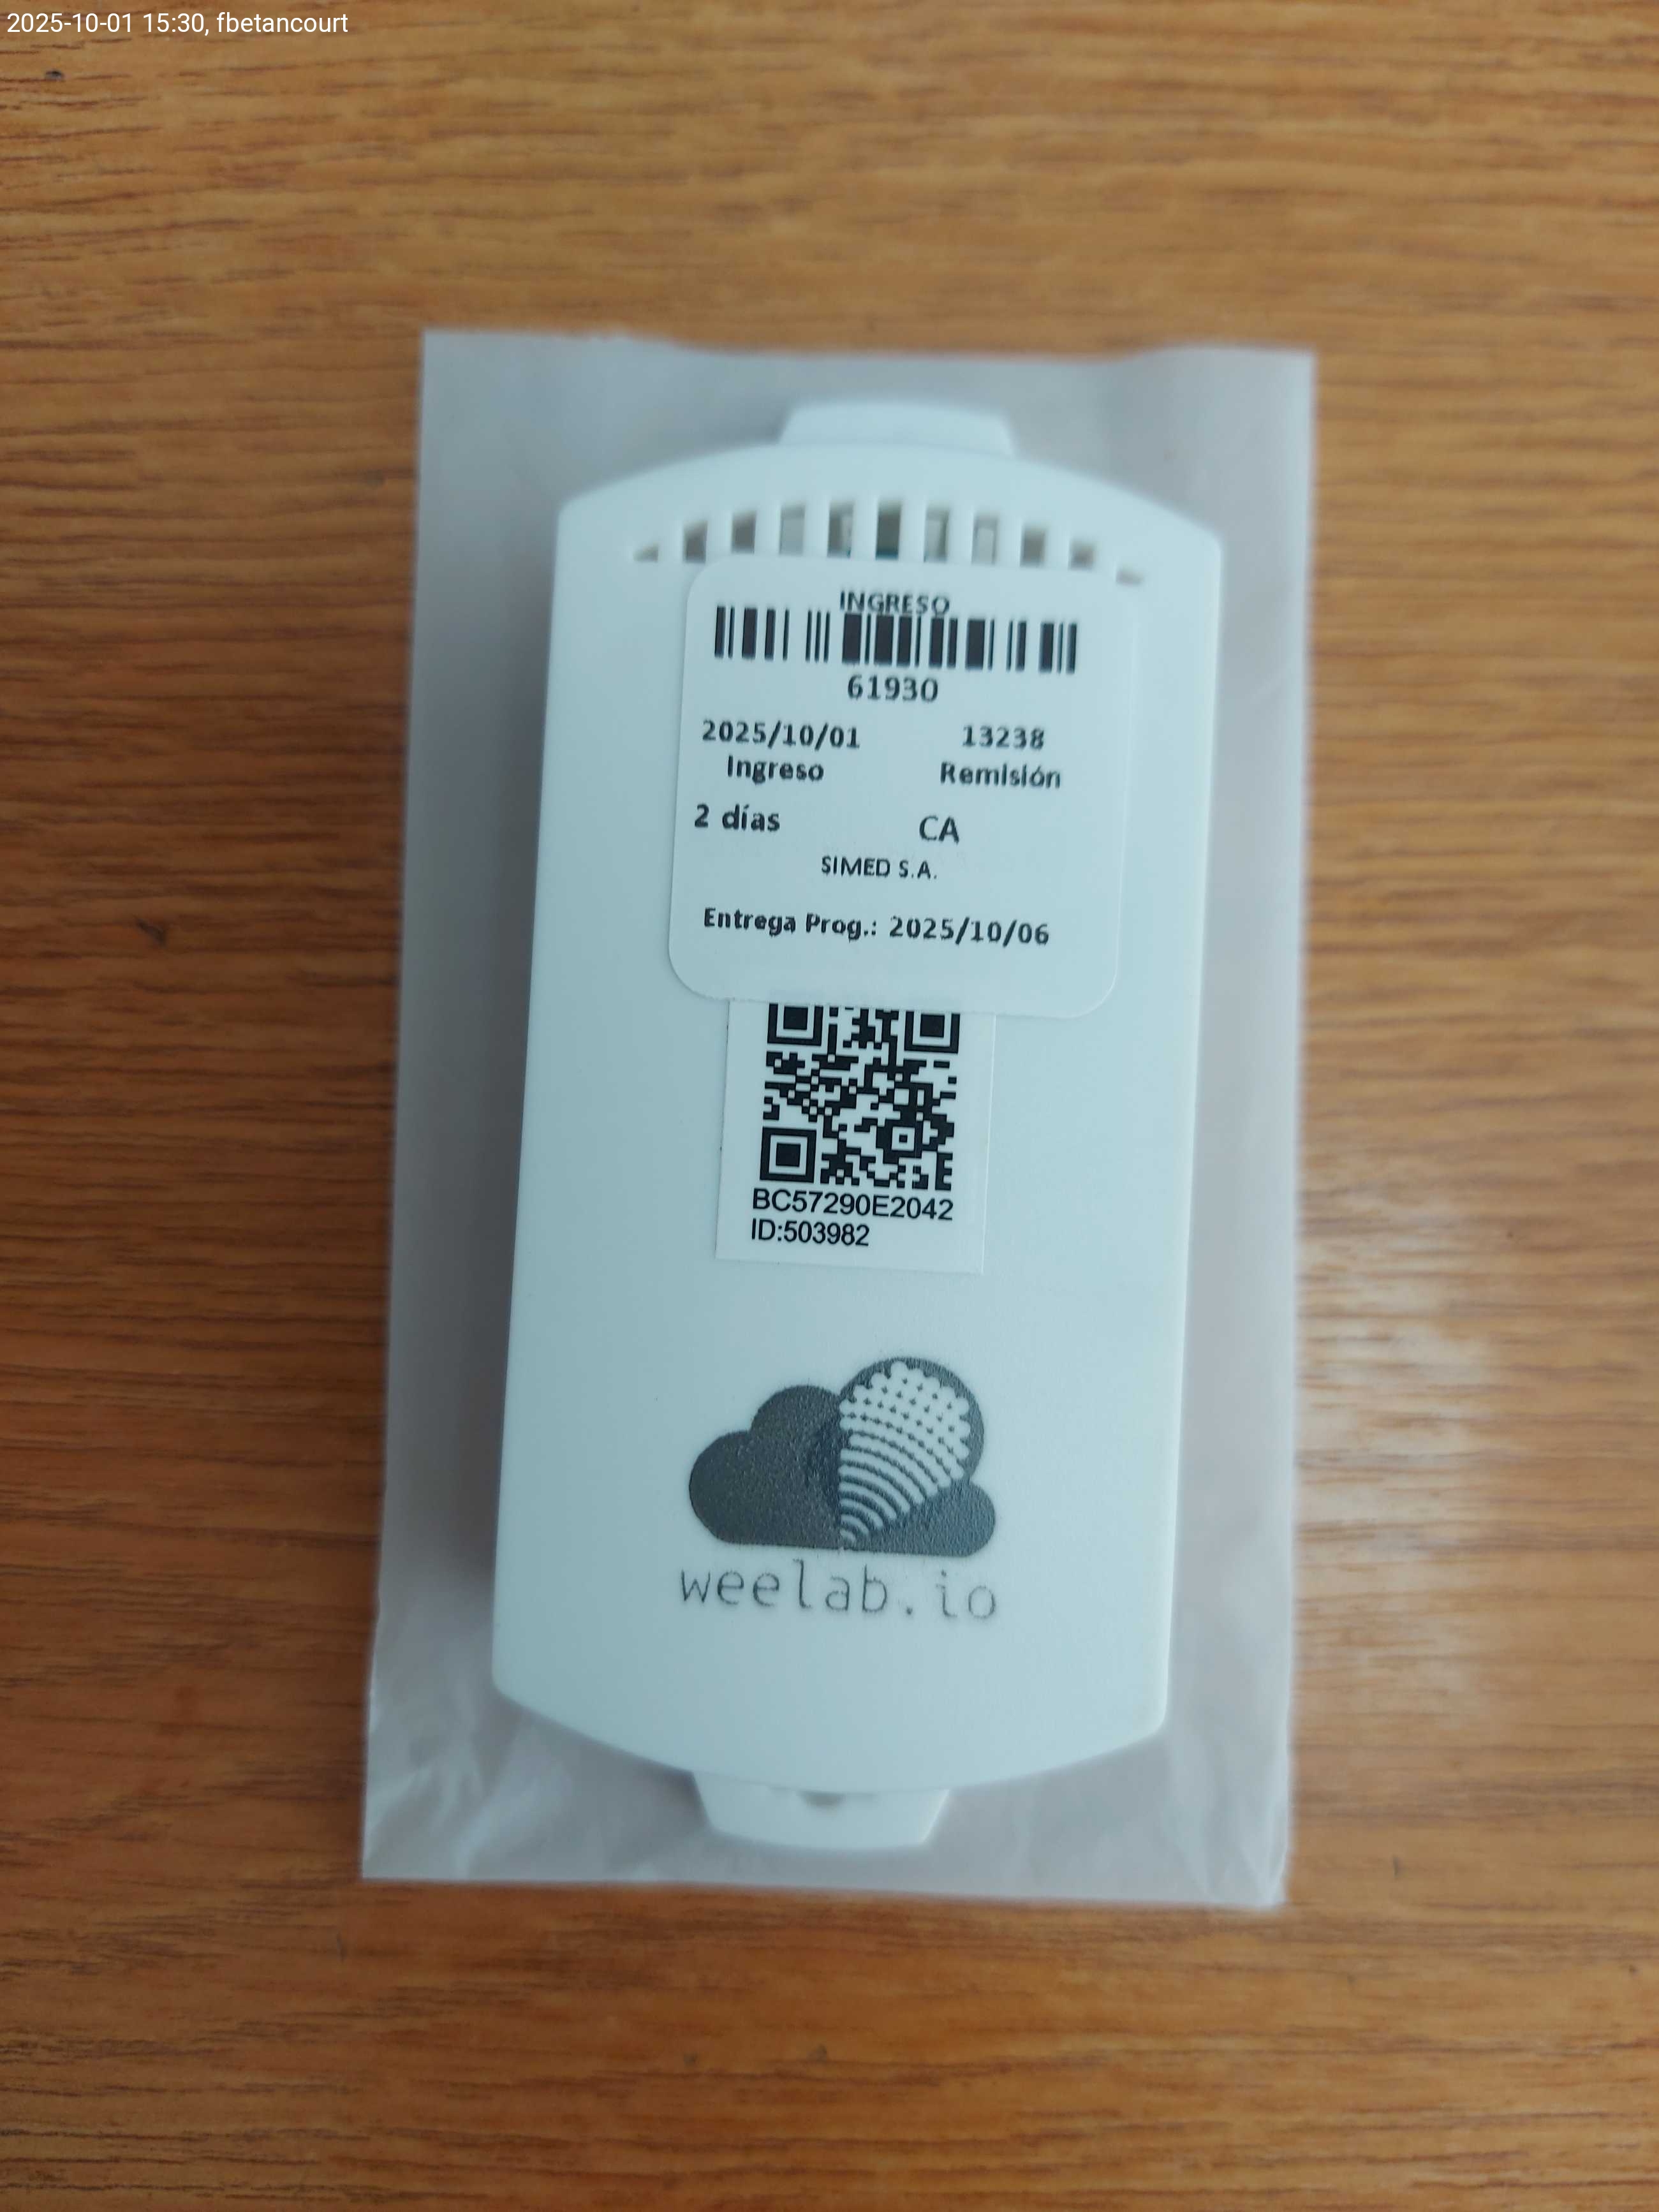 2025-10-01 15:30, fbetancourt
INGRESO
61930
2025/10/01 13238
Ingreso Remisión
2 días CA
SIMED S.A.
Entrega Prog.: 2025/10/06
BC57290E2042
ID:503982
weelab.io